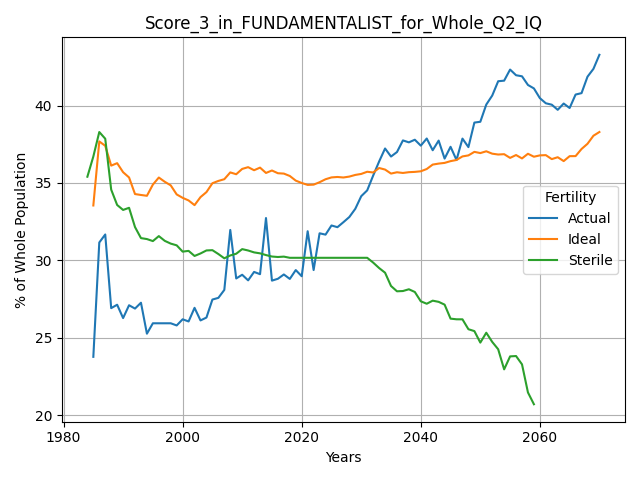 Score_3_in_FUNDAMENTALIST_for_Whole_Q2_IQ
% of Whole Population
40
35
30
25
20
Fertility
Actual
Ideal
Sterile
1980
2000
2020
2040
2060
Years